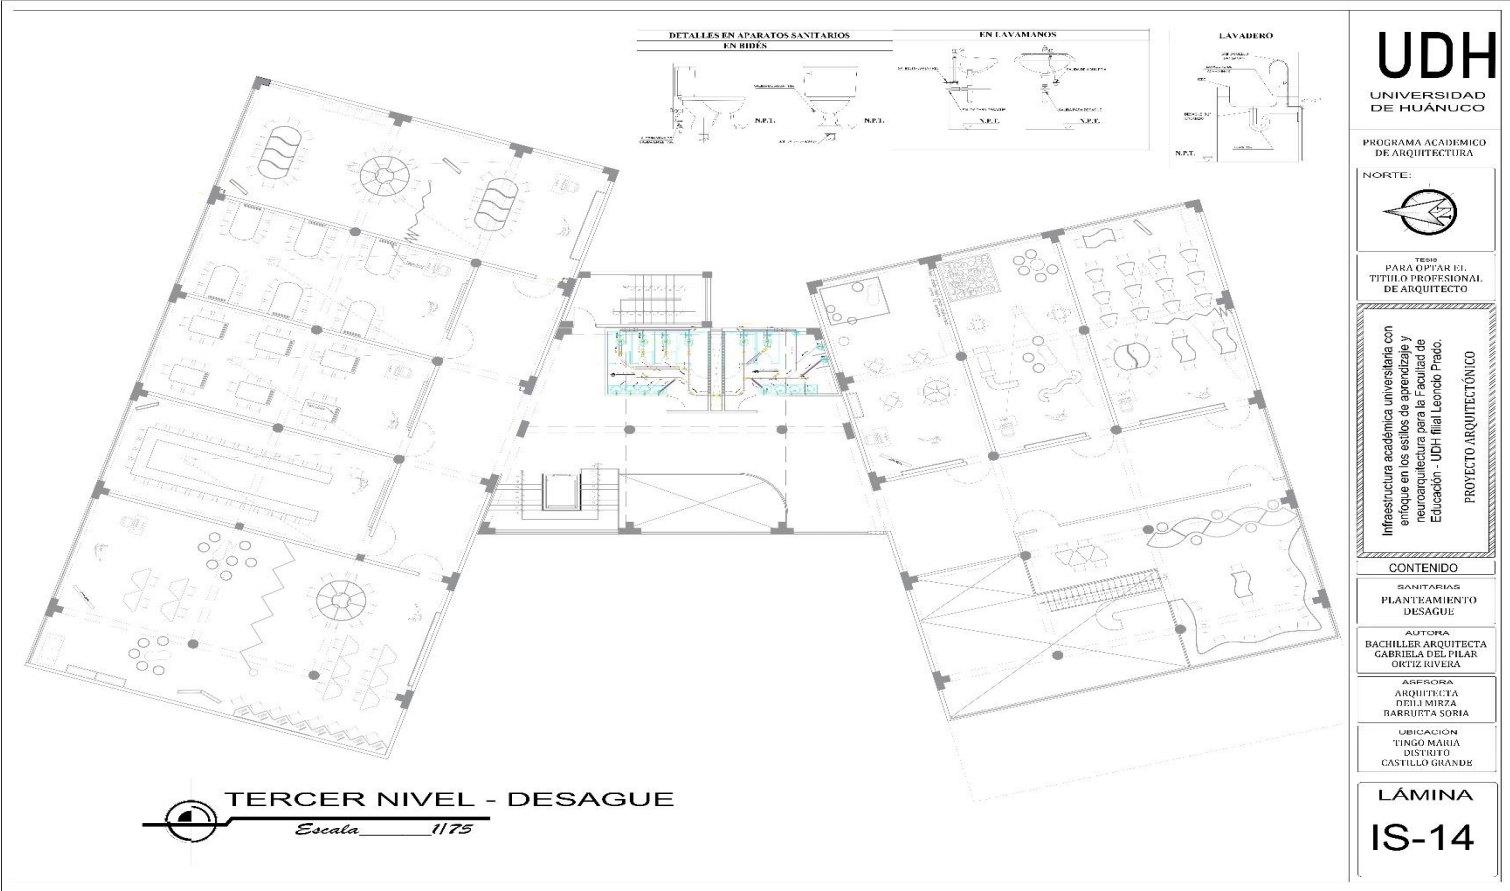 DETALLES EN APARATOS SANITARIOS
EN BIDÉS
N.P.T.
N.P.T.
EN LAVAMANOS
N.P.T.
N.P.T.
LAVADERO
N.P.T.
UDH
UNIVERSIDAD
DE HUÁNUCO
PROGRAMA ACADEMICO
DE ARQUITECTURA
NORTE:
N
TESIS
PARA OPTAR EL
TITULO PROFESIONAL
DE ARQUITECTO
Infraestructura académica universitaria con
enfoque en los estilos de aprendizaje y
neuroarquitectura para la Facultad de
Educación - UDH filial Leoncio Prado.
PROYECTO ARQUITECTÓNICO
CONTENIDO
SANITARIAS
PLANTEAMIENTO
DESAGUE
AUTORA
BACHILLER ARQUITECTA
GABRIELA DEL PILAR
ORTIZ RIVERA
ASESORA
ARQUITECTA
DEILI MIRZA
BARRUETA SORIA
UBICACIÓN
TINGO MARIA
DISTRITO
CASTILLO GRANDE
LÁMINA
IS-14
TERCER NIVEL - DESAGUE
Escala______1/75